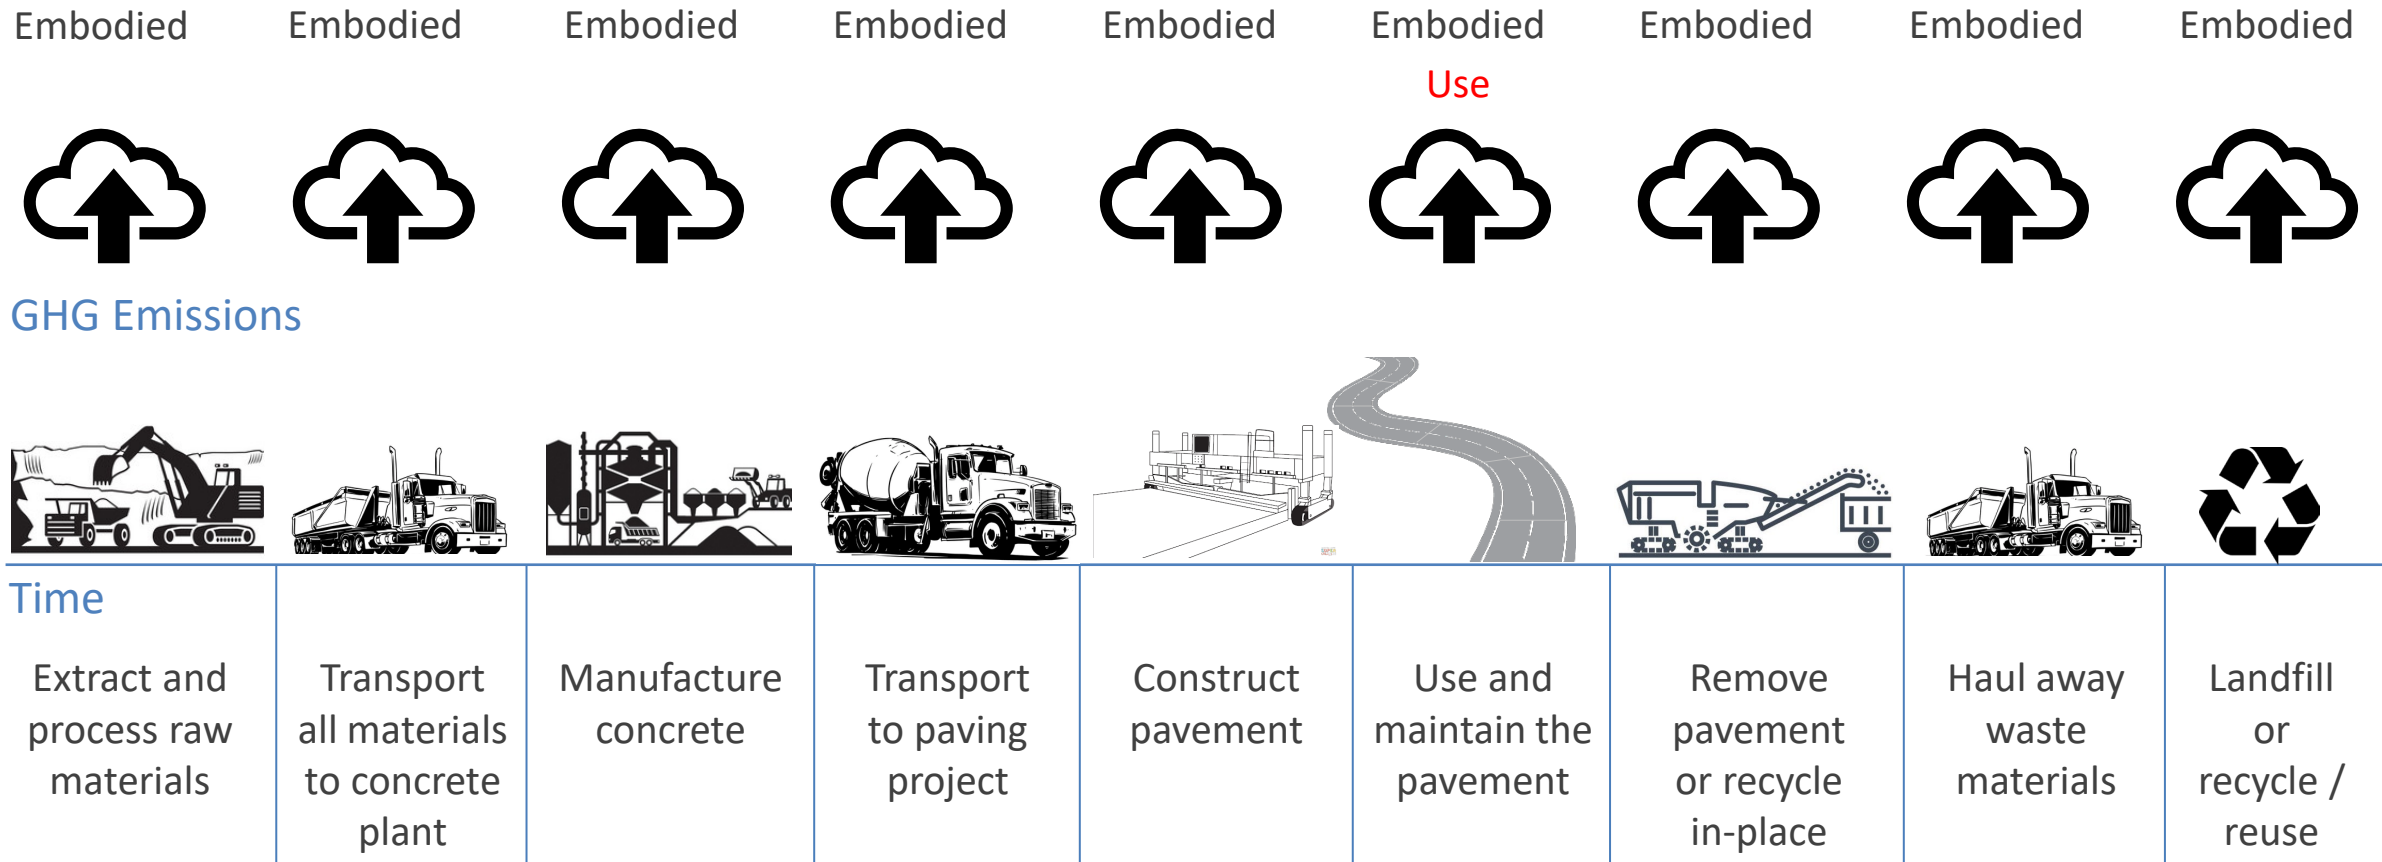 Embodied Embodied Embodied Embodied Embodied Embodied Embodied Embodied Embodied
Use
GHG Emissions
Time
Extract and
process raw
materials
Transport
all materials
to concrete
plant
Manufacture
concrete
Transport
to paving
project
Construct
pavement
Use and
maintain the
pavement
Remove
pavement
or recycle
in-place
Haul away
waste
materials
Landfill
or
recycle /
reuse